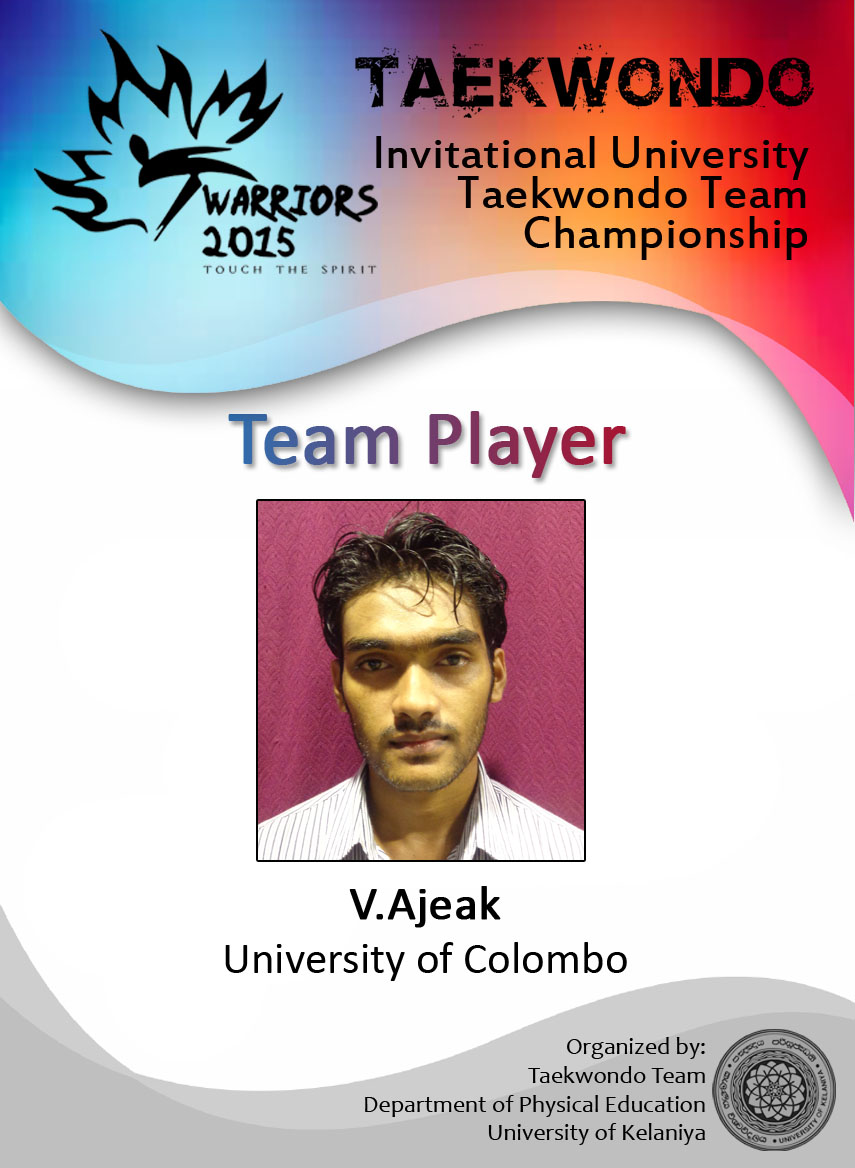 TAEKWONDO
Invitational University
Taekwondo Team
Championship
WARRIORS
2015
TOUCH THE SPIRIT
Team Player
V.Ajeak
University of Colombo
Organized by:
Taekwondo Team
Department of Physical Education
University of Kelaniya
UNIVERSITY OF KELANIYA